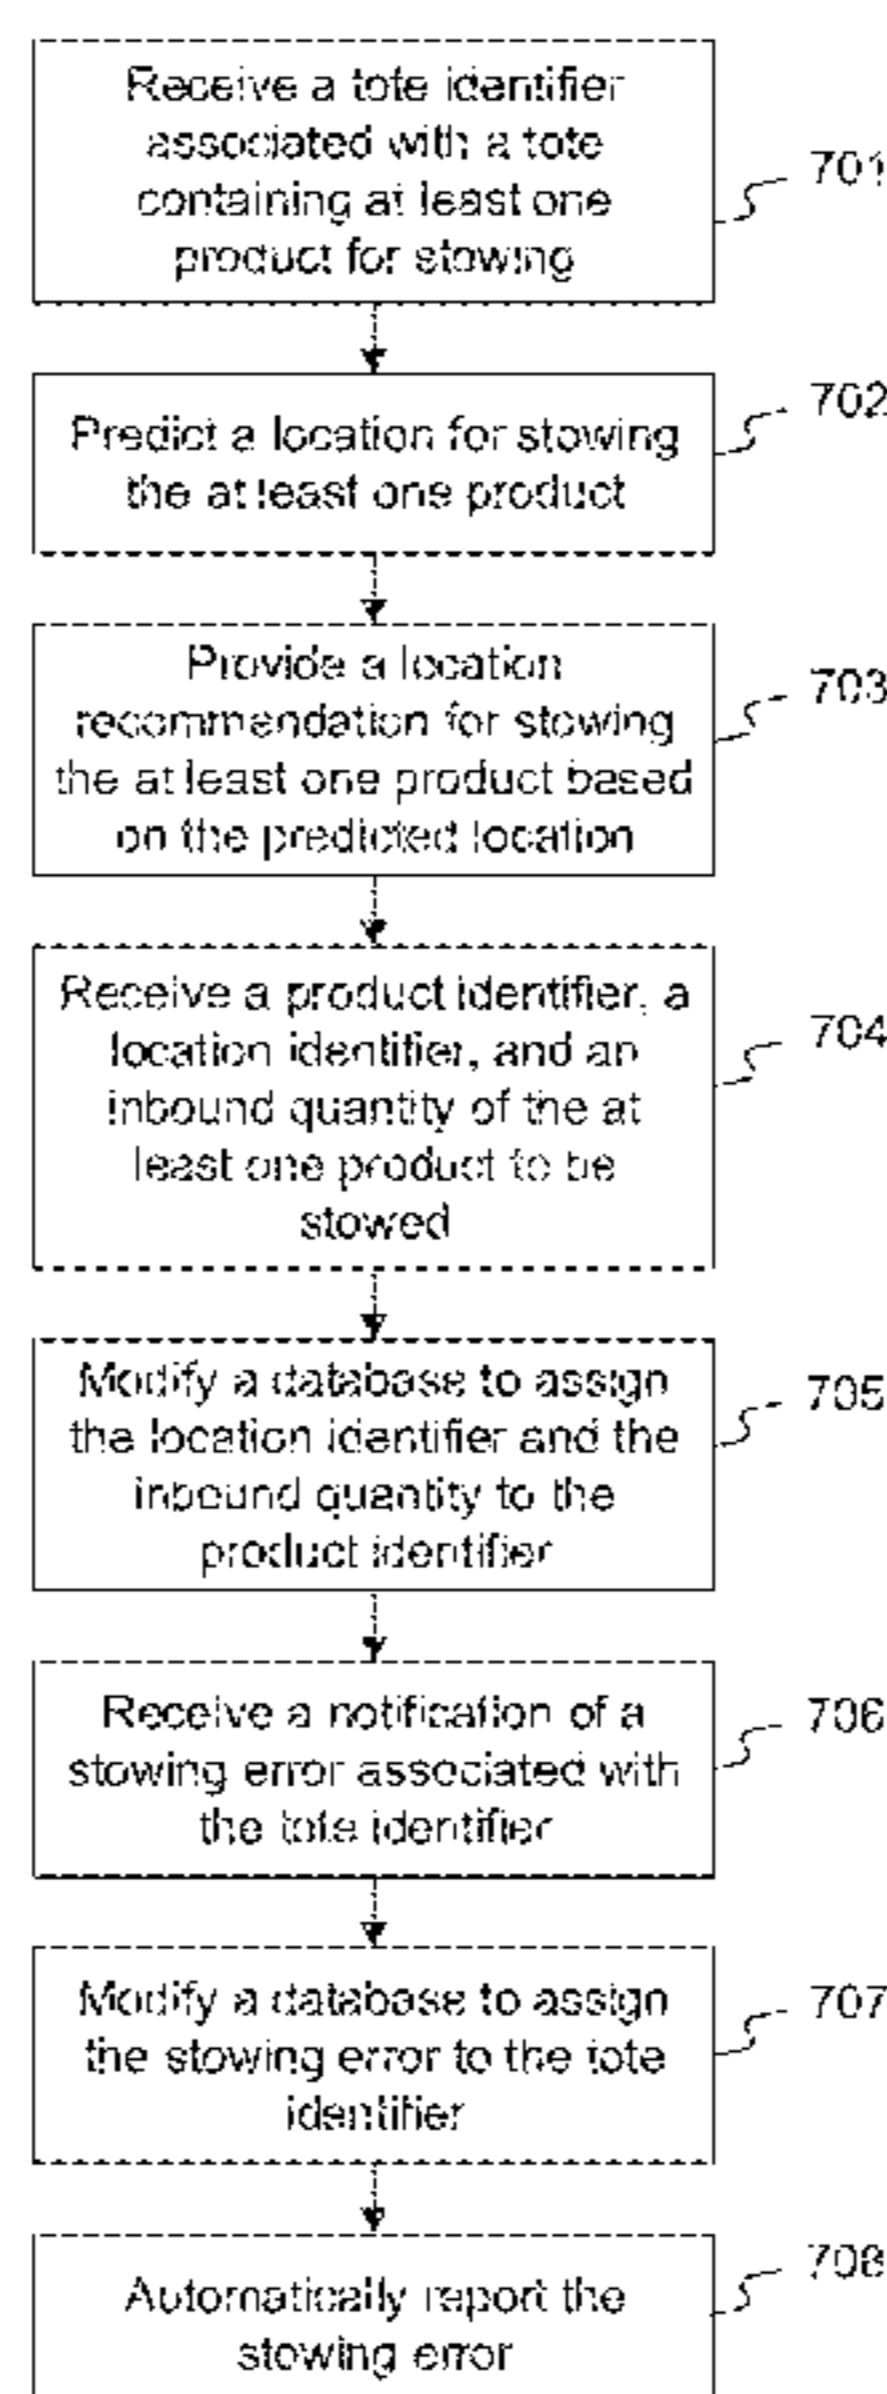 Receive a tote identifier
associated with a tote
containing at least one
product for stowing
701
Predict a location for stowing
the at least one product
702
Provide a location
recommendation for stowing
the at least one product based
on the predicted location
703
Receive a product identifier, a
location identifier, and an
inbound quantity of the at
least one product to be
stowed
704
Modify a database to assign
the location identifier and the
inbound quantity to the
product identifier
705
Receive a notification of a
stowing error associated with
the tote identifier
706
Modify a database to assign
the stowing error to the tote
identifier
707
Automatically report the
stowing error
708